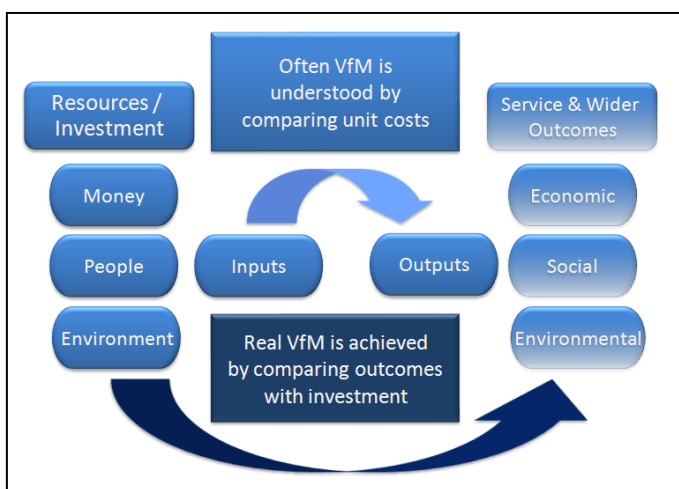 Often VfM is
understood by
comparing unit costs
Resources /
Investment
Service & Wider
Outcomes
Money
Economic
People
Inputs
Outputs
Social
Environment
Environmental
Real VfM is achieved
by comparing outcomes
with investment